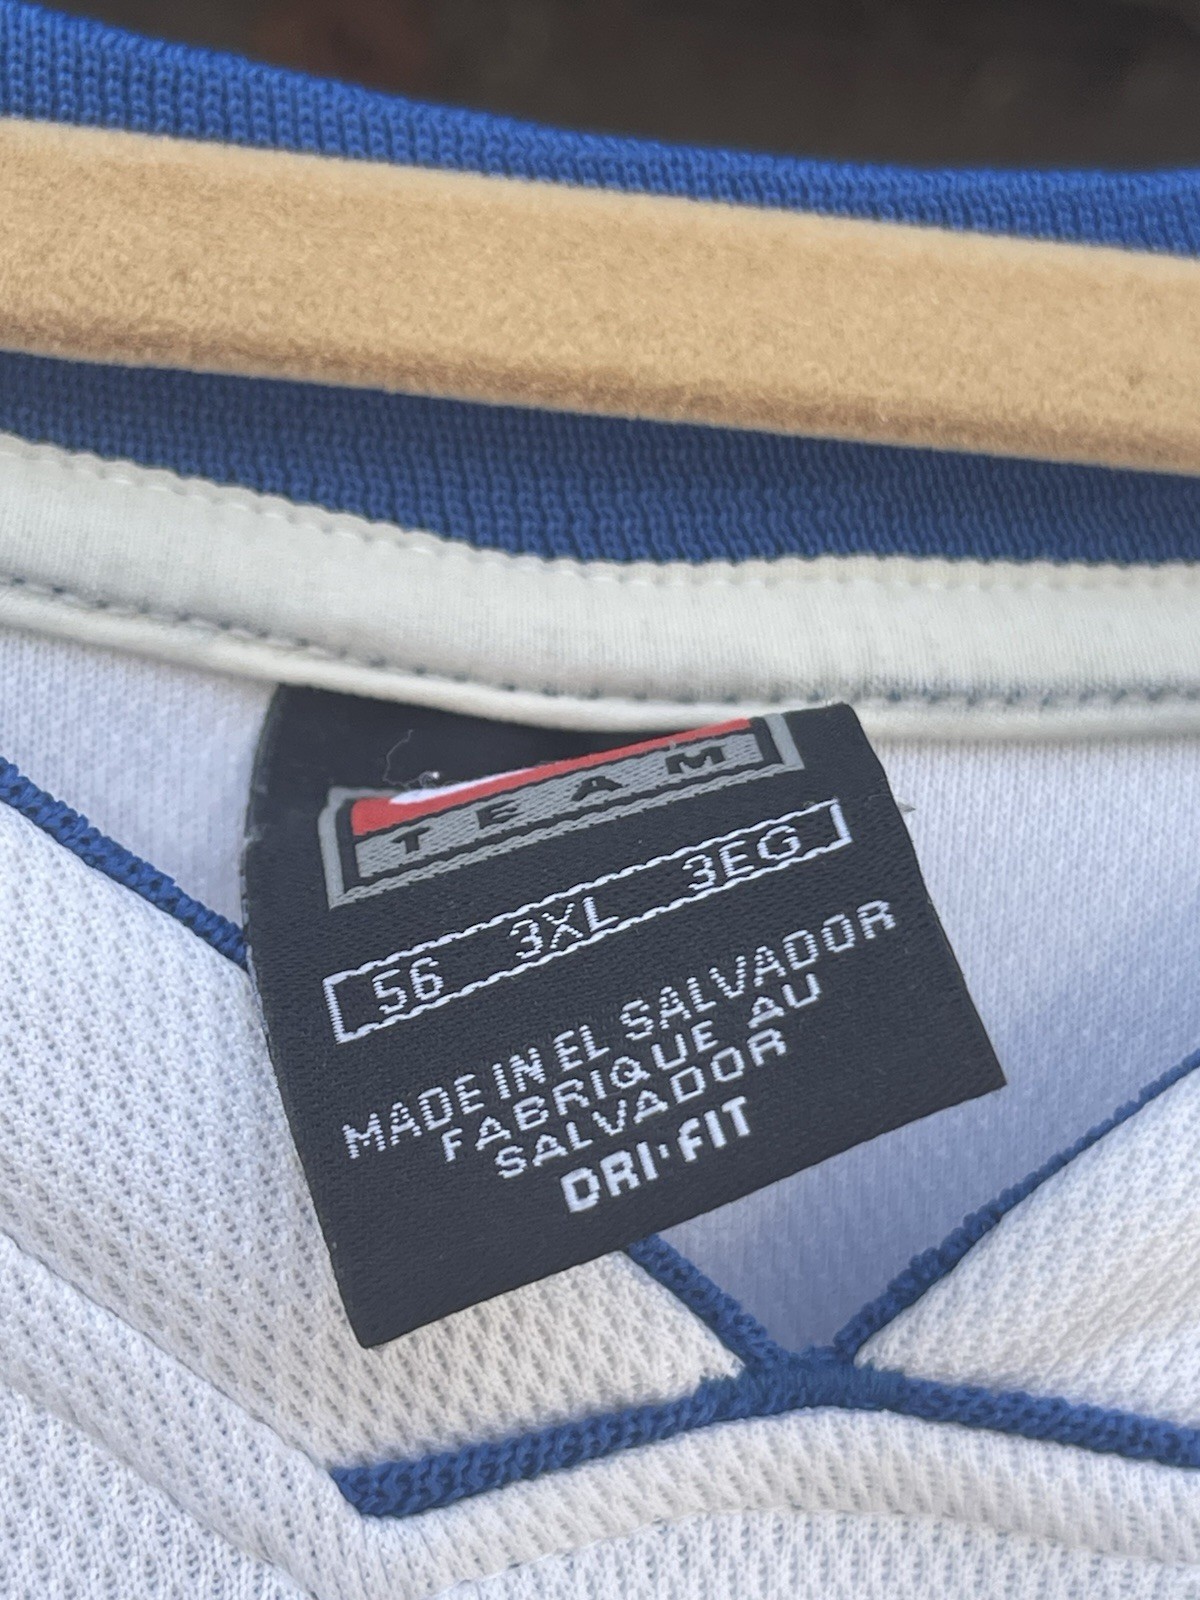 TEAM
56 3XL 3EG
MADE IN EL SALVADOR
FABRIQUE AU
SALVADOR
DRI·FIT